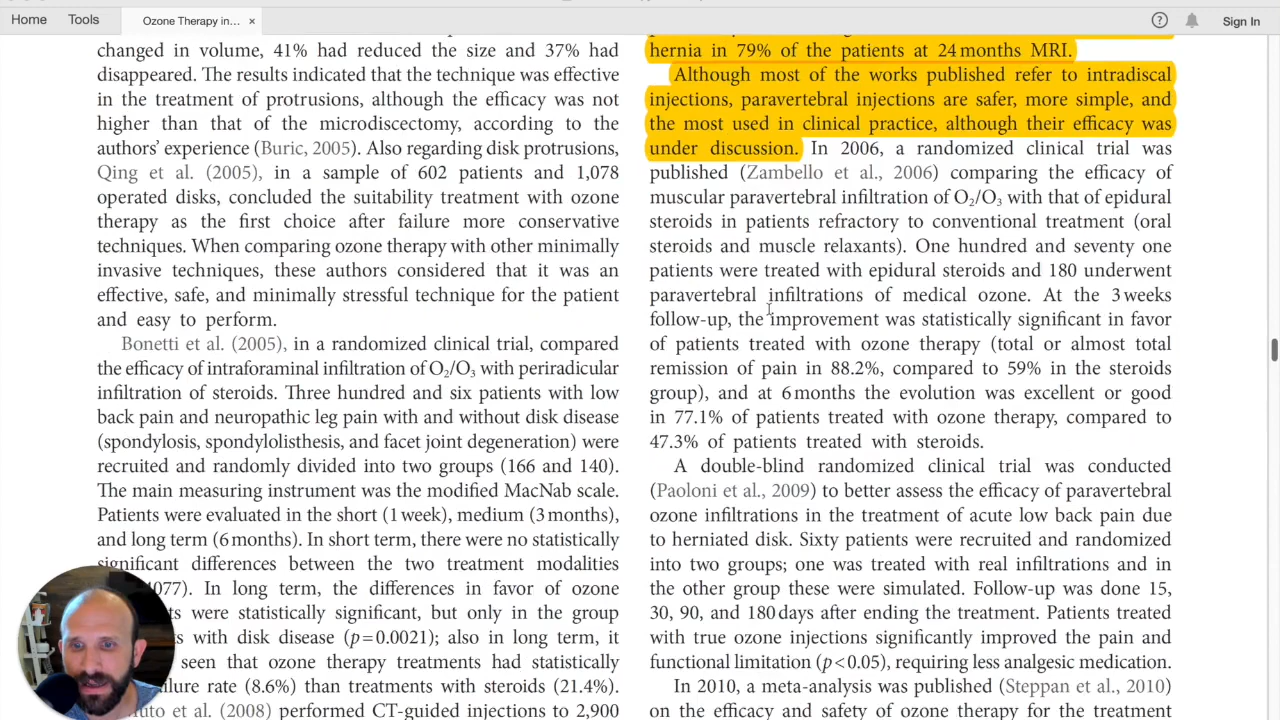 Home Tools Ozone Therapy in... × ? Sign In
changed in volume, 41% had reduced the size and 37% had
disappeared. The results indicated that the technique was effective
in the treatment of protrusions, although the efficacy was not
higher than that of the microdiscectomy, according to the
authors’ experience (Buric, 2005). Also regarding disk protrusions,
Qing et al. (2005), in a sample of 602 patients and 1,078
operated disks, concluded the suitability treatment with ozone
therapy as the first choice after failure more conservative
techniques. When comparing ozone therapy with other minimally
invasive techniques, these authors considered that it was an
effective, safe, and minimally stressful technique for the patient
and easy to perform.
Bonetti et al. (2005), in a randomized clinical trial, compared
the efficacy of intraforaminal infiltration of O₂/O₃ with periradicular
infiltration of steroids. Three hundred and six patients with low
back pain and neuropathic leg pain with and without disk disease
(spondylosis, spondylolisthesis, and facet joint degeneration) were
recruited and randomly divided into two groups (166 and 140).
The main measuring instrument was the modified MacNab scale.
Patients were evaluated in the short (1 week), medium (3 months),
and long term (6 months). In short term, there were no statistically
significant differences between the two treatment modalities
077). In long term, the differences in favor of ozone
were statistically significant, but only in the group
with disk disease (p=0.0021); also in long term, it
seen that ozone therapy treatments had statistically
rate (8.6%) than treatments with steroids (21.4%).
et al. (2008) performed CT-guided injections to 2,900
hernia in 79% of the patients at 24 months MRI.
Although most of the works published refer to intradiscal
injections, paravertebral injections are safer, more simple, and
the most used in clinical practice, although their efficacy was
under discussion. In 2006, a randomized clinical trial was
published (Zambello et al., 2006) comparing the efficacy of
muscular paravertebral infiltration of O₂/O₃ with that of epidural
steroids in patients refractory to conventional treatment (oral
steroids and muscle relaxants). One hundred and seventy one
patients were treated with epidural steroids and 180 underwent
paravertebral infiltrations of medical ozone. At the 3 weeks
follow-up, the improvement was statistically significant in favor
of patients treated with ozone therapy (total or almost total
remission of pain in 88.2%, compared to 59% in the steroids
group), and at 6 months the evolution was excellent or good
in 77.1% of patients treated with ozone therapy, compared to
47.3% of patients treated with steroids.
A double-blind randomized clinical trial was conducted
(Paoloni et al., 2009) to better assess the efficacy of paravertebral
ozone infiltrations in the treatment of acute low back pain due
to herniated disk. Sixty patients were recruited and randomized
into two groups; one was treated with real infiltrations and in
the other group these were simulated. Follow-up was done 15,
30, 90, and 180 days after ending the treatment. Patients treated
with true ozone injections significantly improved the pain and
functional limitation (p<0.05), requiring less analgesic medication.
In 2010, a meta-analysis was published (Steppan et al., 2010)
on the efficacy and safety of ozone therapy for the treatment